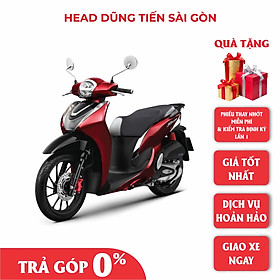 HEAD DŨNG TIẾN SÀI GÒN
QUÀ TẶNG
PHIẾU THAY NHỚT
MIỄN PHÍ
& KIỂM TRA ĐỊNH KỲ
LẦN 1
GIÁ TỐT
NHẤT
DỊCH VỤ
HOÀN HẢO
GIAO XE
NGAY
TRẢ GÓP 0%